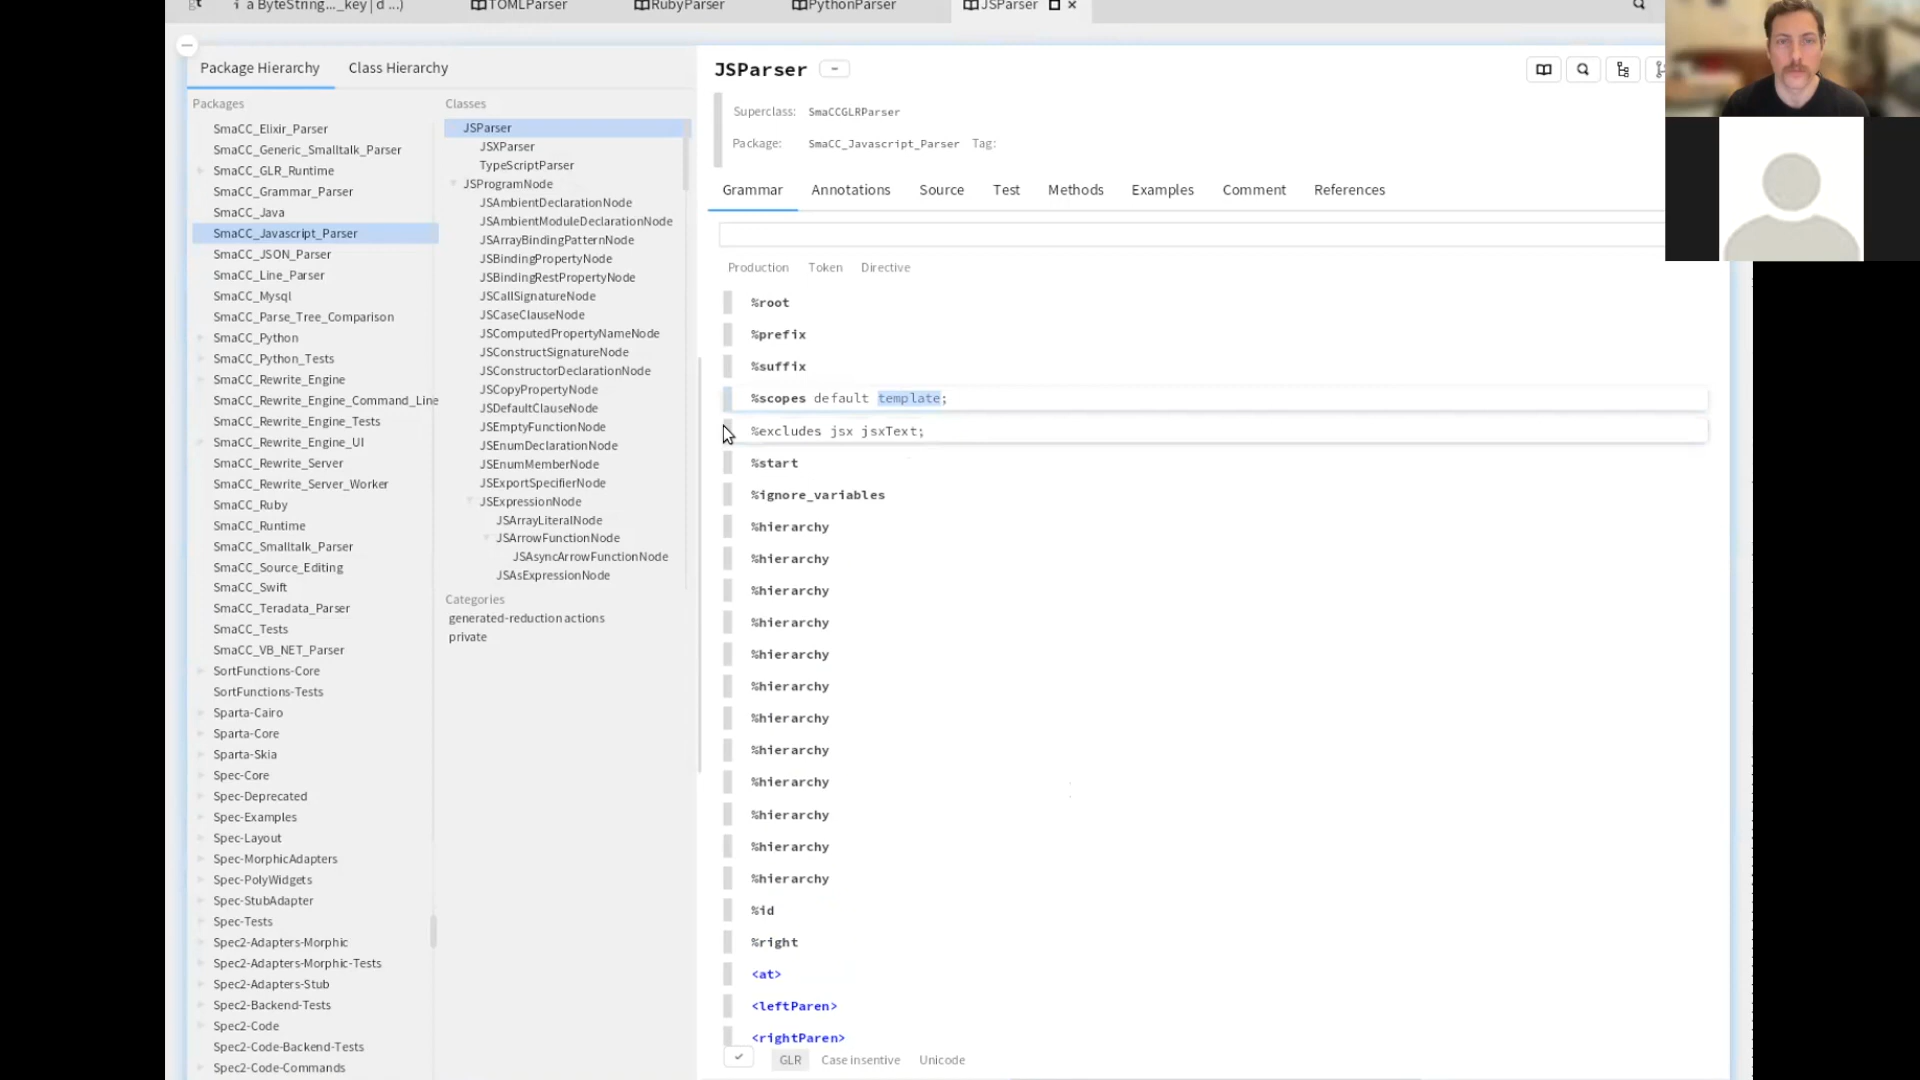 gt
i a ByteString..._key | d ...)
TOMLParser
RubyParser
PythonParser
JSParser
Package Hierarchy
Class Hierarchy
Packages
SmaCC_Elixir_Parser
SmaCC_Generic_Smalltalk_Parser
SmaCC_GLR_Runtime
SmaCC_Grammar_Parser
SmaCC_Java
SmaCC_Javascript_Parser
SmaCC_JSON_Parser
SmaCC_Line_Parser
SmaCC_Mysql
SmaCC_Parse_Tree_Comparison
SmaCC_Python
SmaCC_Python_Tests
SmaCC_Rewrite_Engine
SmaCC_Rewrite_Engine_Command_Line
SmaCC_Rewrite_Engine_Tests
SmaCC_Rewrite_Engine_UI
SmaCC_Rewrite_Server
SmaCC_Rewrite_Server_Worker
SmaCC_Ruby
SmaCC_Runtime
SmaCC_Smalltalk_Parser
SmaCC_Source_Editing
SmaCC_Swift
SmaCC_Teradata_Parser
SmaCC_Tests
SmaCC_VB_NET_Parser
SortFunctions-Core
SortFunctions-Tests
Sparta-Cairo
Sparta-Core
Sparta-Skia
Spec-Core
Spec-Deprecated
Spec-Examples
Spec-Layout
Spec-MorphicAdapters
Spec-PolyWidgets
Spec-StubAdapter
Spec-Tests
Spec2-Adapters-Morphic
Spec2-Adapters-Morphic-Tests
Spec2-Adapters-Stub
Spec2-Backend-Tests
Spec2-Code
Spec2-Code-Backend-Tests
Spec2-Code-Commands
Classes
JSParser
JSXParser
TypeScriptParser
JSProgramNode
JSAmbientDeclarationNode
JSAmbientModuleDeclarationNode
JSArrayBindingPatternNode
JSBindingPropertyNode
JSBindingRestPropertyNode
JSCallSignatureNode
JSCaseClauseNode
JSComputedPropertyNameNode
JSConstructSignatureNode
JSConstructorDeclarationNode
JSCopyPropertyNode
JSDefaultClauseNode
JSEmptyFunctionNode
JSEnumDeclarationNode
JSEnumMemberNode
JSExportSpecifierNode
JSExpressionNode
JSArrayLiteralNode
JSArrowFunctionNode
JSAsyncArrowFunctionNode
JSAsExpressionNode
Categories
generated-reduction actions
private
JSParser
Superclass: SmaCCGLRParser
Package: SmaCC_Javascript_Parser Tag:
Grammar Annotations Source Test Methods Examples Comment References
Production Token Directive
%root
%prefix
%suffix
%scopes default template;
%excludes jsx jsxText;
%start
%ignore_variables
%hierarchy
%hierarchy
%hierarchy
%hierarchy
%hierarchy
%hierarchy
%hierarchy
%hierarchy
%hierarchy
%hierarchy
%hierarchy
%hierarchy
%id
%right
<at>
<leftParen>
<rightParen>
GLR Case insentive Unicode